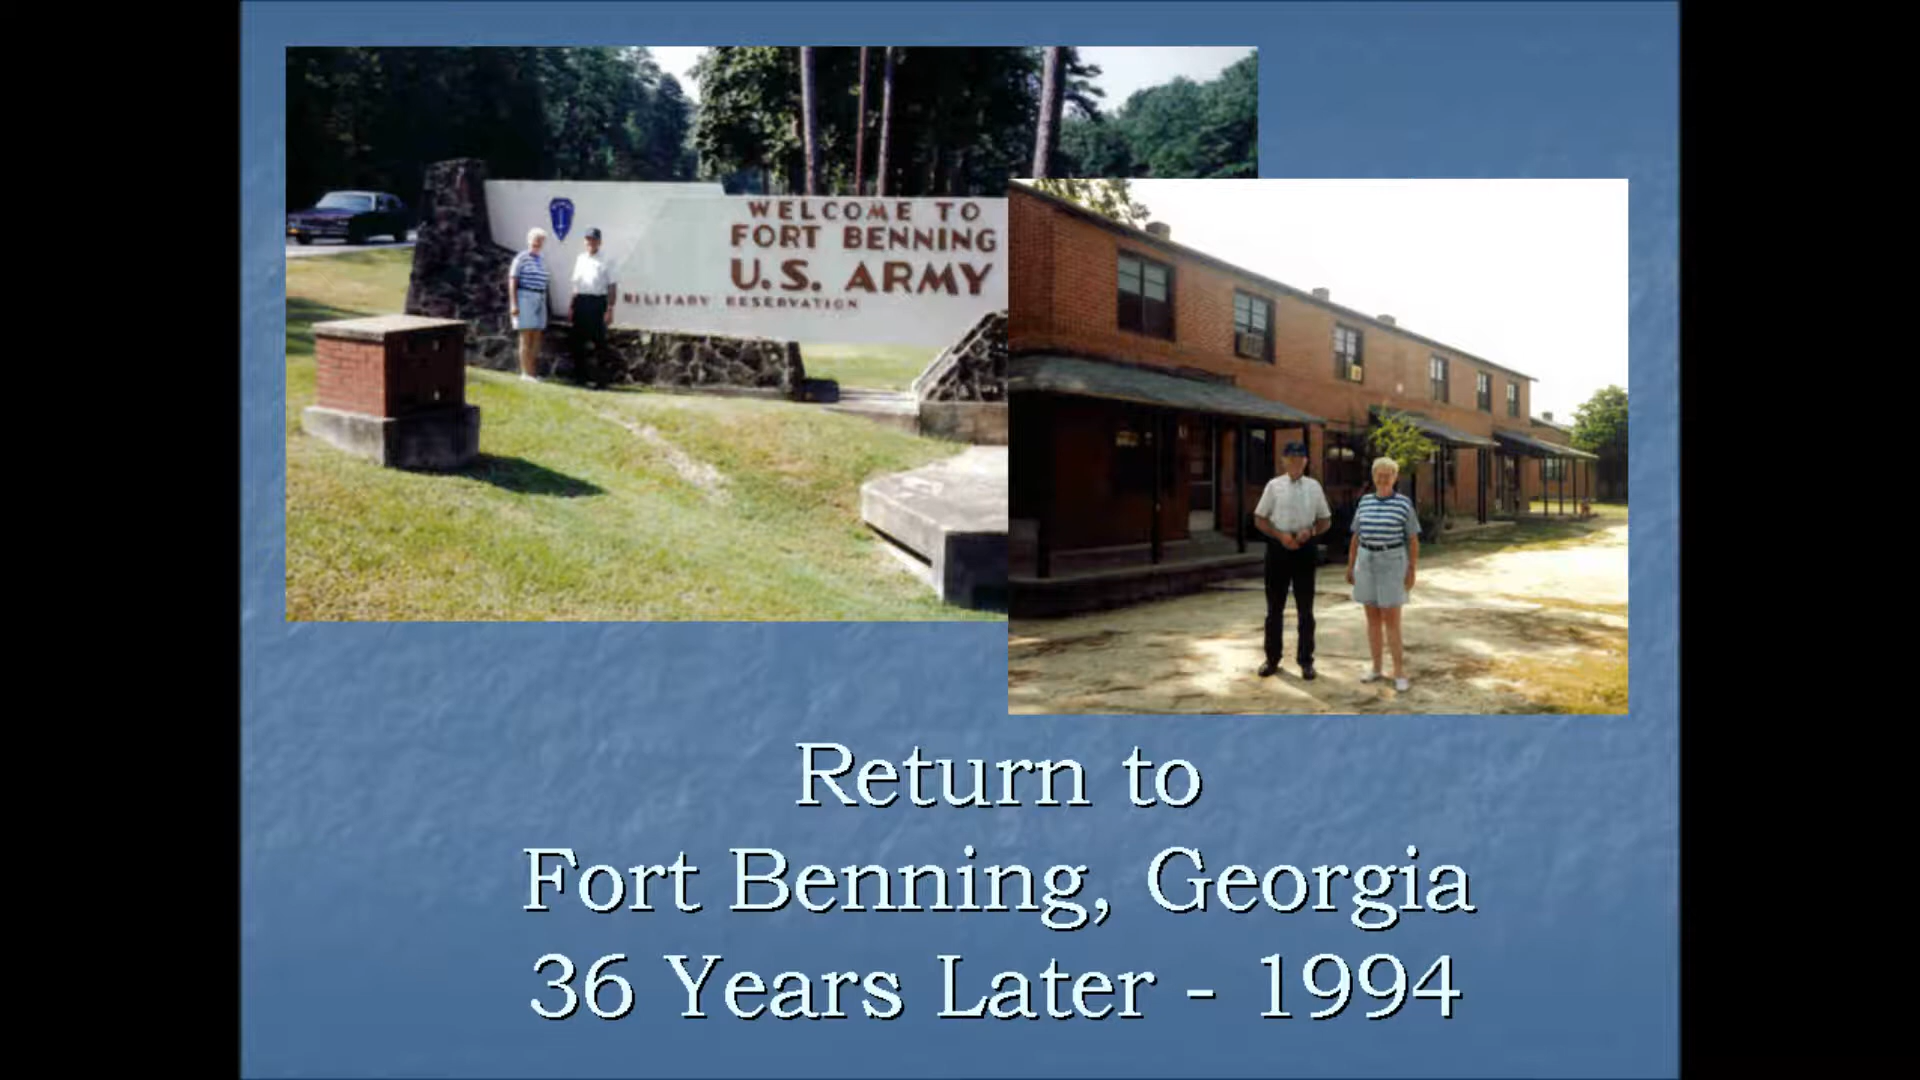 WELCOME TO
FORT BENNING
U.S. ARMY
MILITARY RESERVATION
Return to
Fort Benning, Georgia
36 Years Later - 1994